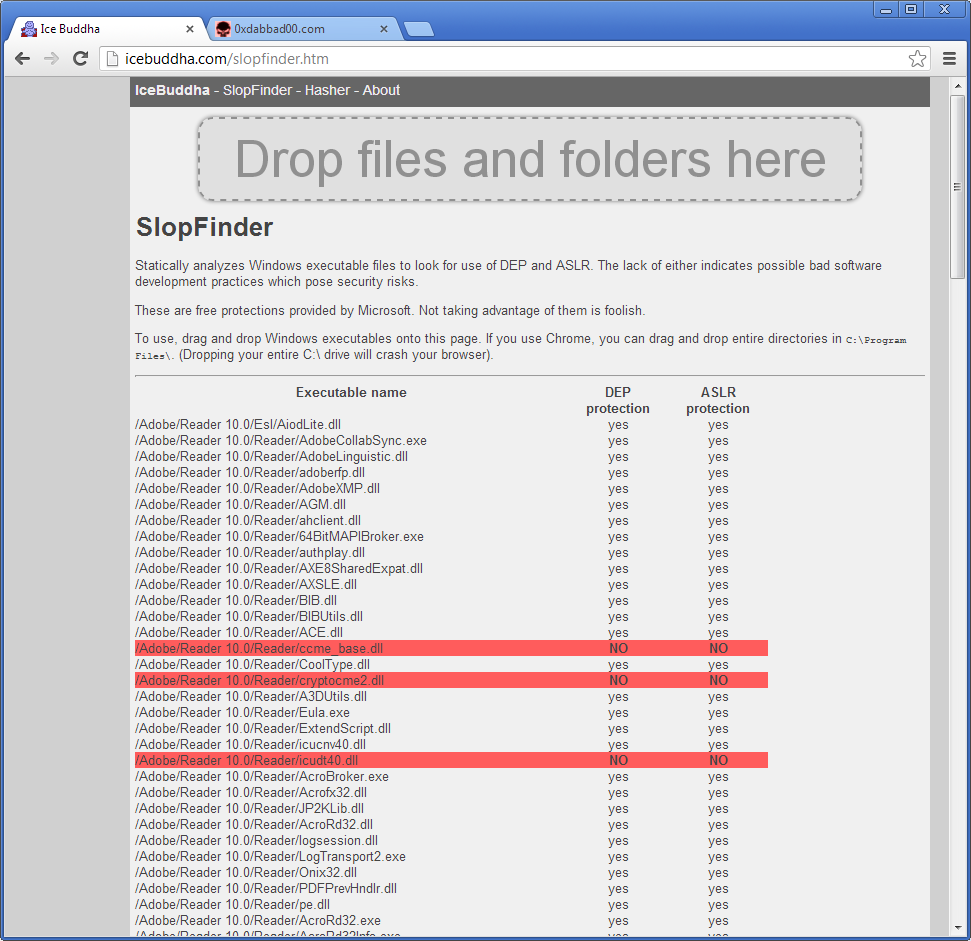 Ice Buddha
0xdabbad00.com
icebuddha.com/slopfinder.htm
IceBuddha - SlopFinder - Hasher - About
Drop files and folders here
SlopFinder
Statically analyzes Windows executable files to look for use of DEP and ASLR. The lack of either indicates possible bad software
development practices which pose security risks.
These are free protections provided by Microsoft. Not taking advantage of them is foolish.
To use, drag and drop Windows executables onto this page. If you use Chrome, you can drag and drop entire directories in C:\Program
Files\. (Dropping your entire C:\ drive will crash your browser).
Executable name DEP protection ASLR protection
/Adobe/Reader 10.0/Esl/AiodLite.dll yes yes
/Adobe/Reader 10.0/Reader/AdobeCollabSync.exe yes yes
/Adobe/Reader 10.0/Reader/AdobeLinguistic.dll yes yes
/Adobe/Reader 10.0/Reader/adoberfp.dll yes yes
/Adobe/Reader 10.0/Reader/AdobeXMP.dll yes yes
/Adobe/Reader 10.0/Reader/AGM.dll yes yes
/Adobe/Reader 10.0/Reader/ahclient.dll yes yes
/Adobe/Reader 10.0/Reader/64BitMAPIBroker.exe yes yes
/Adobe/Reader 10.0/Reader/authplay.dll yes yes
/Adobe/Reader 10.0/Reader/AXE8SharedExpat.dll yes yes
/Adobe/Reader 10.0/Reader/AXSLE.dll yes yes
/Adobe/Reader 10.0/Reader/BIB.dll yes yes
/Adobe/Reader 10.0/Reader/BIBUtils.dll yes yes
/Adobe/Reader 10.0/Reader/ACE.dll yes yes
/Adobe/Reader 10.0/Reader/ccme_base.dll NO NO
/Adobe/Reader 10.0/Reader/CoolType.dll yes yes
/Adobe/Reader 10.0/Reader/cryptocme2.dll NO NO
/Adobe/Reader 10.0/Reader/A3DUtils.dll yes yes
/Adobe/Reader 10.0/Reader/Eula.exe yes yes
/Adobe/Reader 10.0/Reader/ExtendScript.dll yes yes
/Adobe/Reader 10.0/Reader/icucnv40.dll yes yes
/Adobe/Reader 10.0/Reader/icudt40.dll NO NO
/Adobe/Reader 10.0/Reader/AcroBroker.exe yes yes
/Adobe/Reader 10.0/Reader/Acrofx32.dll yes yes
/Adobe/Reader 10.0/Reader/JP2KLib.dll yes yes
/Adobe/Reader 10.0/Reader/AcroRd32.dll yes yes
/Adobe/Reader 10.0/Reader/logsession.dll yes yes
/Adobe/Reader 10.0/Reader/LogTransport2.exe yes yes
/Adobe/Reader 10.0/Reader/Onix32.dll yes yes
/Adobe/Reader 10.0/Reader/PDFPrevHndlr.dll yes yes
/Adobe/Reader 10.0/Reader/pe.dll yes yes
/Adobe/Reader 10.0/Reader/AcroRd32.exe yes yes
/Adobe/Reader 10.0/Reader/AcroRd32Info.exe yes yes